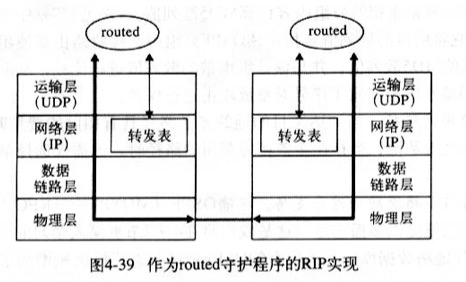 routed
routed
运输层
（UDP）
网络层
（IP）
转发表
数据
链路层
物理层
运输层
（UDP）
网络层
（IP）
转发表
数据
链路层
物理层
图4-39 作为routed守护程序的RIP实现